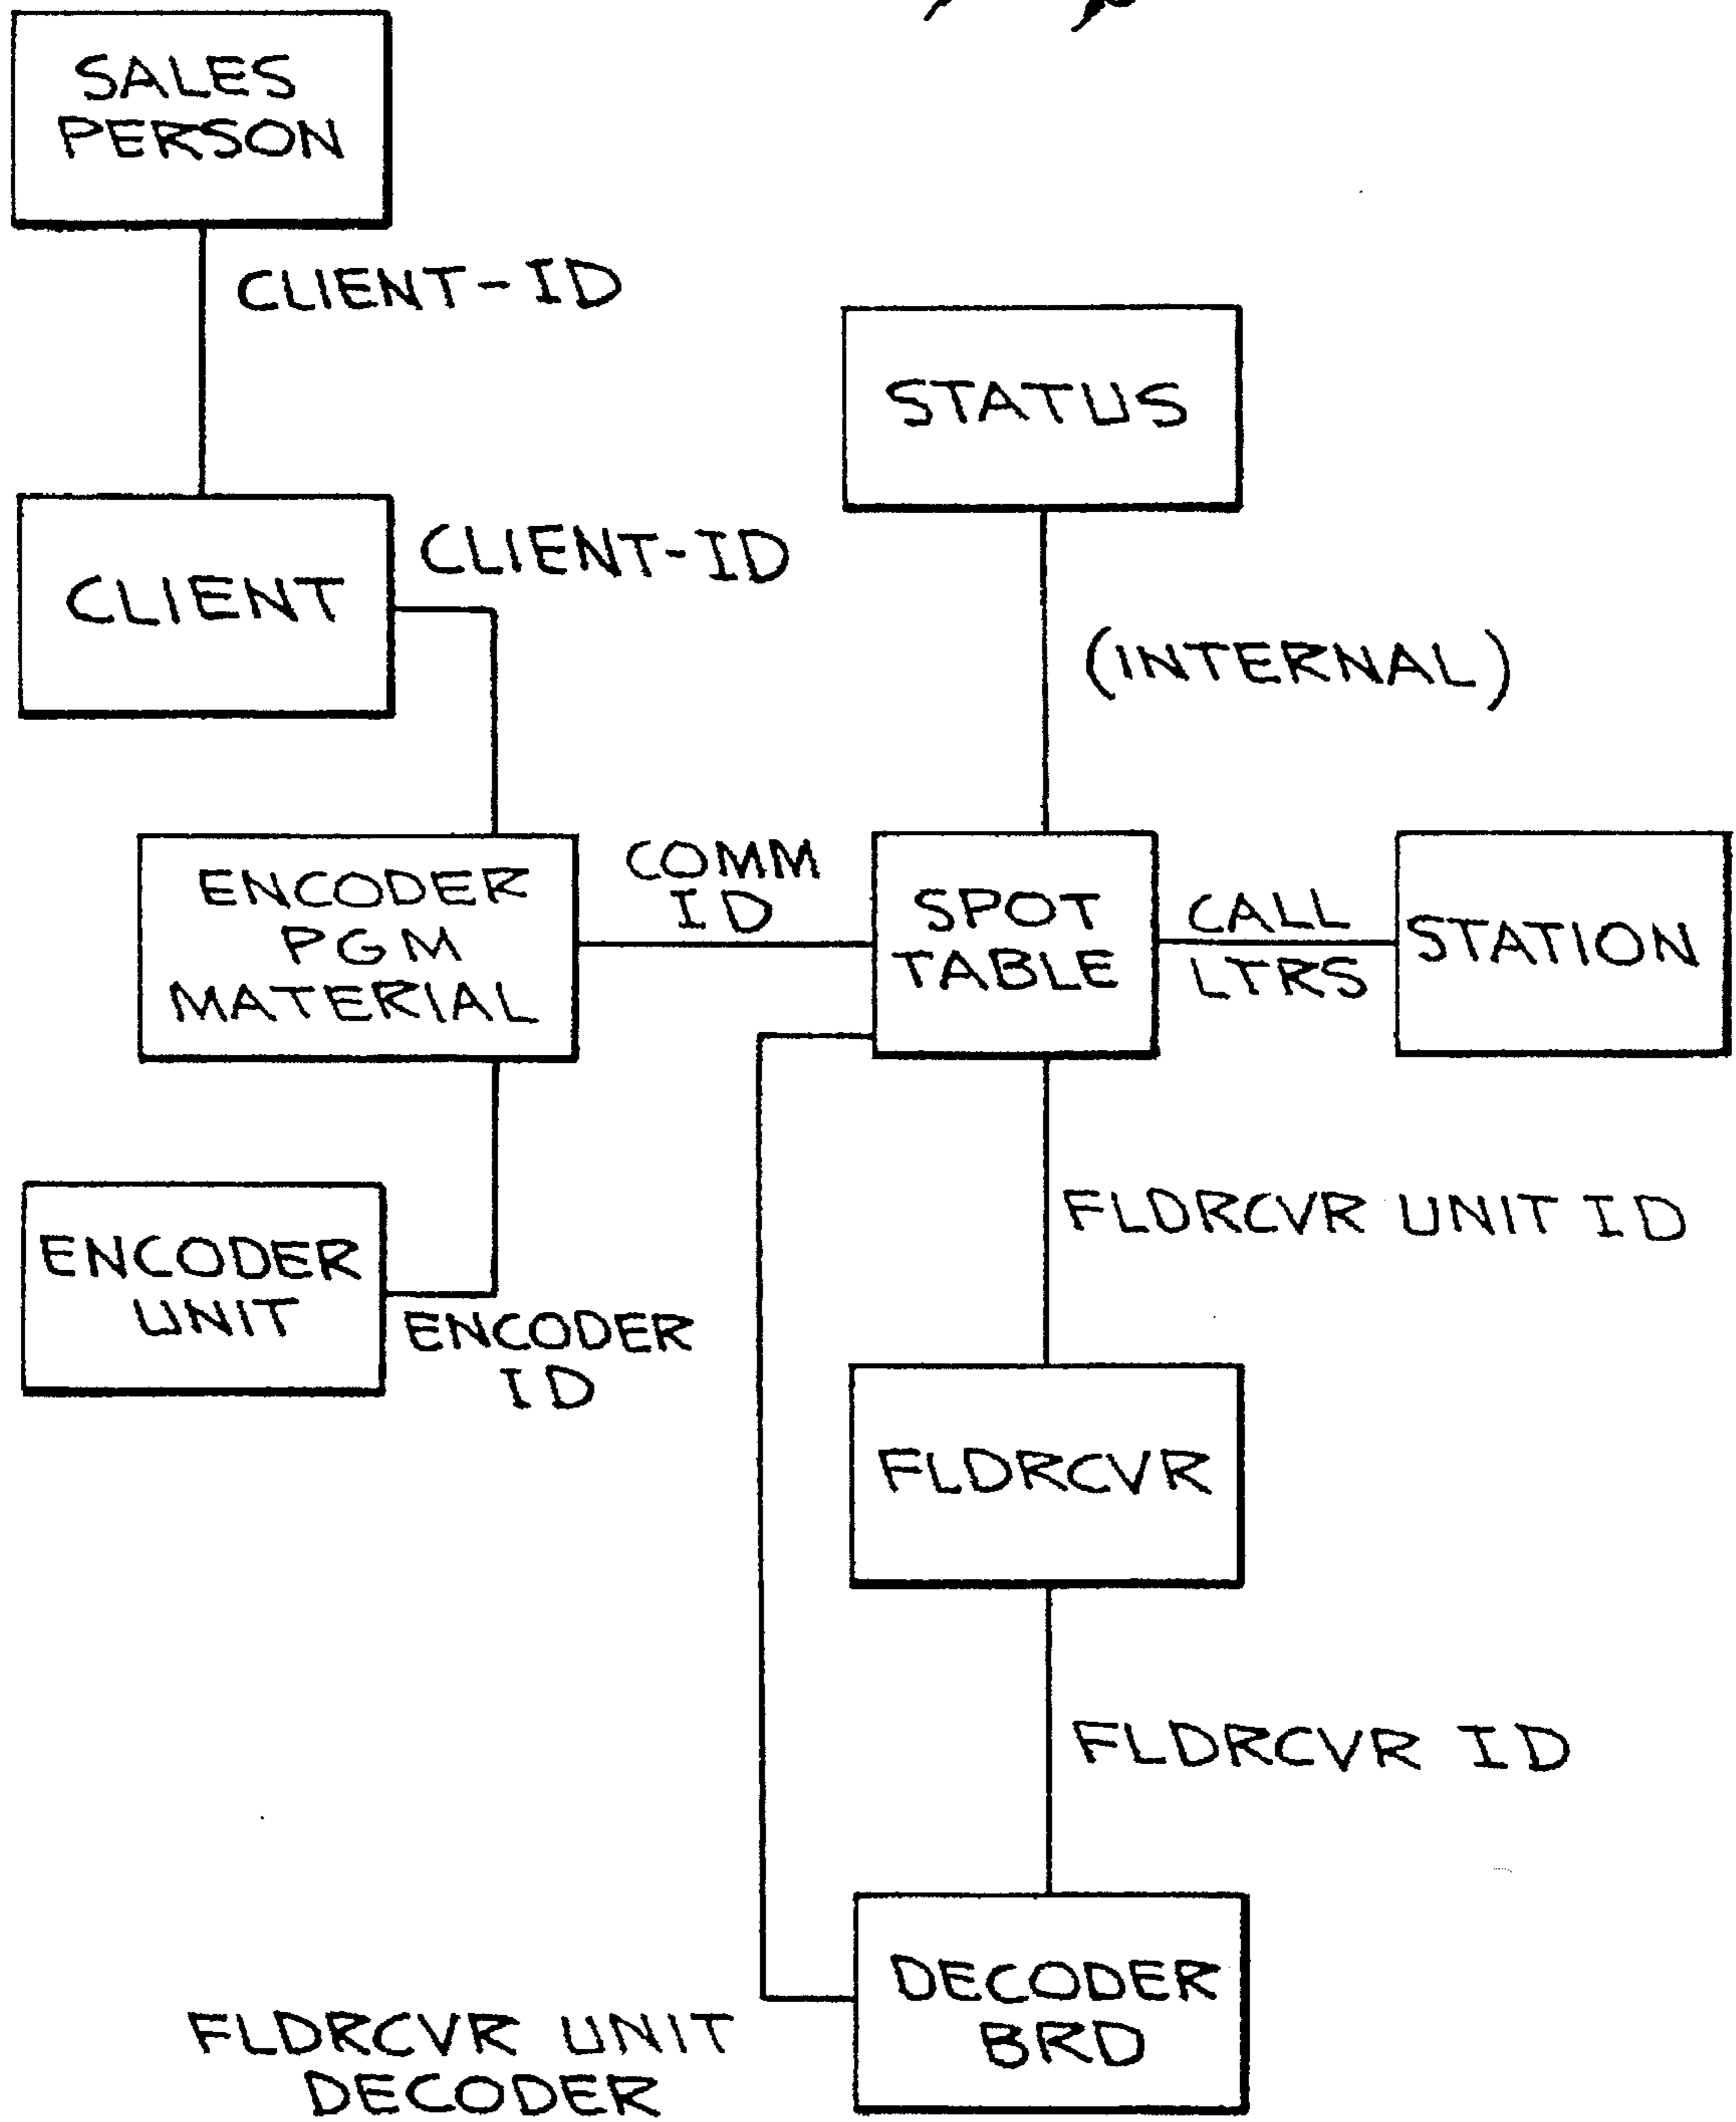 SALES
PERSON
CLIENT-ID
STATUS
CLIENT
CLIENT-ID
(INTERNAL)
ENCODER
PGM
MATERIAL
COMM
ID
SPOT
TABLE
CALL
LTRS
STATION
ENCODER
UNIT
ENCODER
ID
FLDRCVR UNIT ID
FLDRCVR
FLDRCVR ID
DECODER
BRD
FLDRCVR UNIT
DECODER